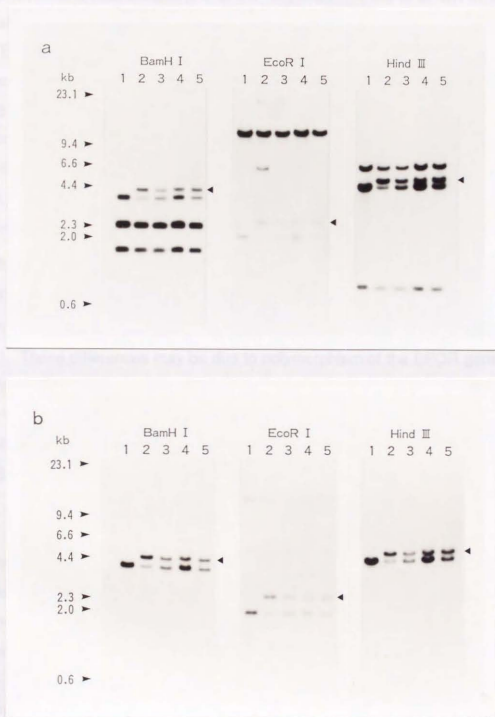 a
BamH I EcoR I Hind Ⅲ
kb 1 2 3 4 5 1 2 3 4 5 1 2 3 4 5
23.1 ►
9.4 ►
6.6 ►
4.4 ►
2.3 ►
2.0 ►
0.6 ►
b
BamH I EcoR I Hind Ⅲ
kb 1 2 3 4 5 1 2 3 4 5 1 2 3 4 5
23.1 ►
9.4 ►
6.6 ►
4.4 ►
2.3 ►
2.0 ►
0.6 ►